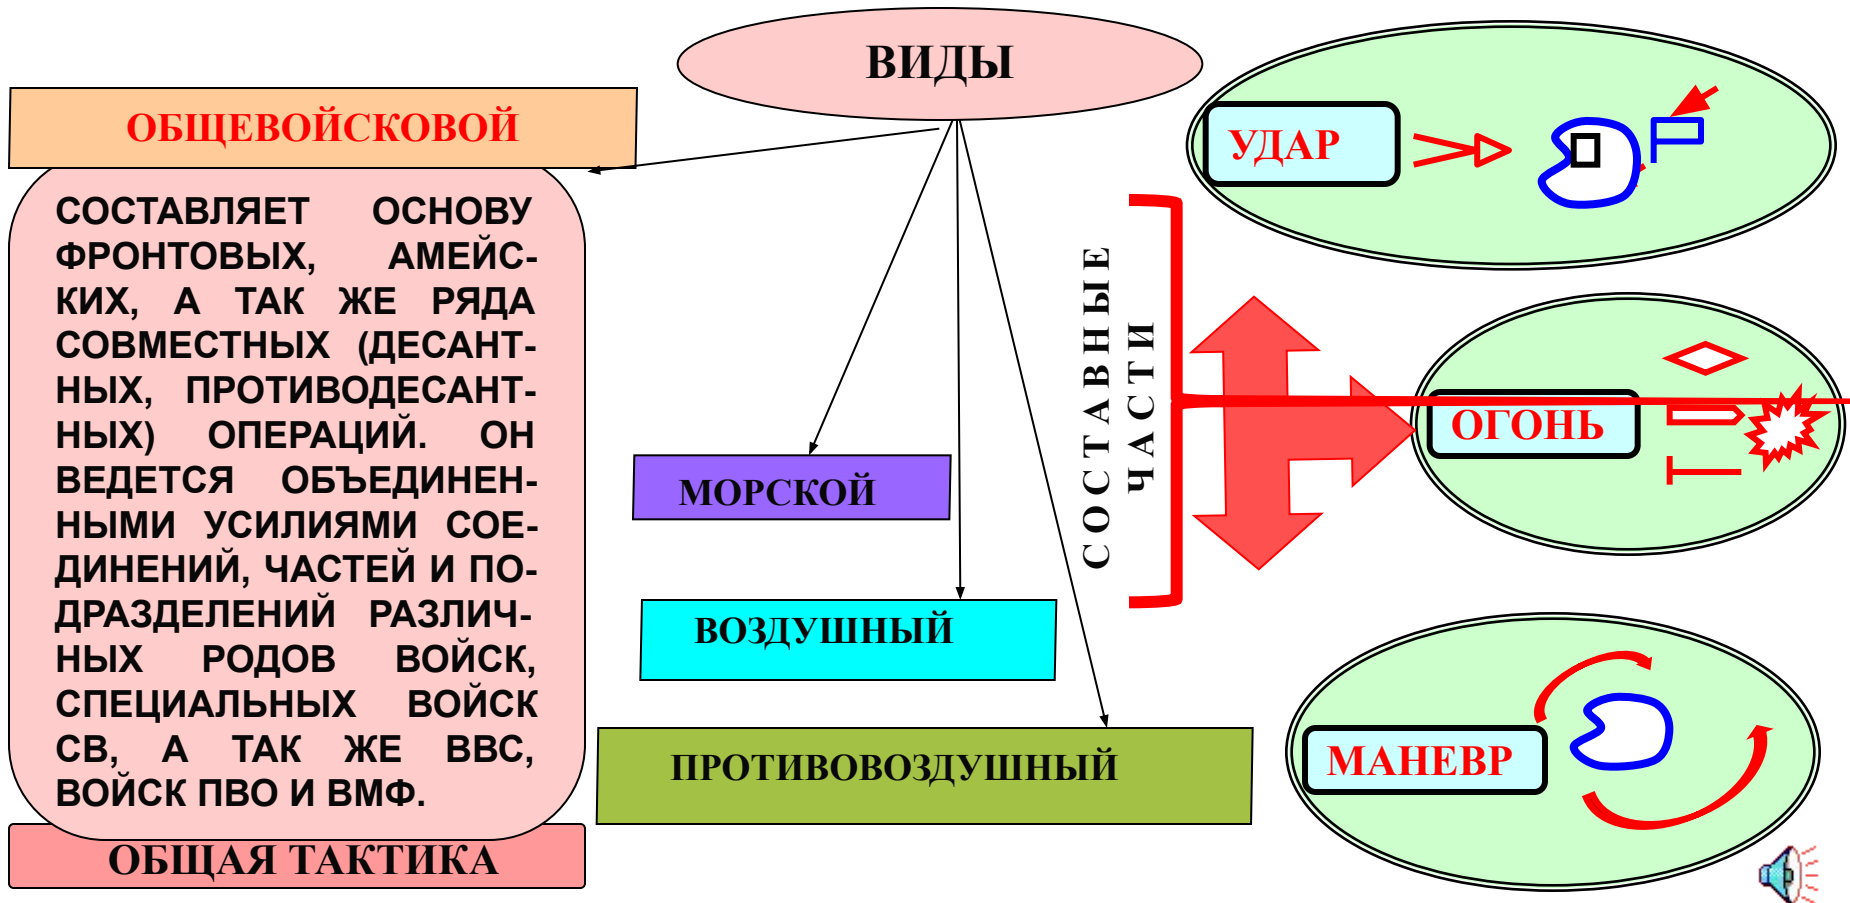 ВИДЫ
ОБЩЕВОЙСКОВОЙ
СОСТАВЛЯЕТ ОСНОВУ
ФРОНТОВЫХ, АМЕЙС-
КИХ, А ТАК ЖЕ РЯДА
СОВМЕСТНЫХ (ДЕСАНТ-
НЫХ, ПРОТИВОДЕСАНТ-
НЫХ) ОПЕРАЦИЙ. ОН
ВЕДЕТСЯ ОБЪЕДИНЕН-
НЫМИ УСИЛИЯМИ СОЕ-
ДИНЕНИЙ, ЧАСТЕЙ И ПО-
ДРАЗДЕЛЕНИЙ РАЗЛИЧ-
НЫХ РОДОВ ВОЙСК,
СПЕЦИАЛЬНЫХ ВОЙСК
СВ, А ТАК ЖЕ ВВС,
ВОЙСК ПВО И ВМФ.
ОБЩАЯ ТАКТИКА
МОРСКОЙ
ВОЗДУШНЫЙ
ПРОТИВОВОЗДУШНЫЙ
СОСТАВНЫЕ
ЧАСТИ
УДАР
ОГОНЬ
МАНЕВР